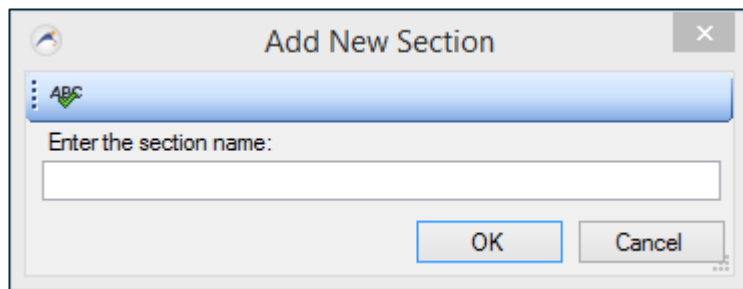 Add New Section
ABC
Enter the section name:
OK
Cancel